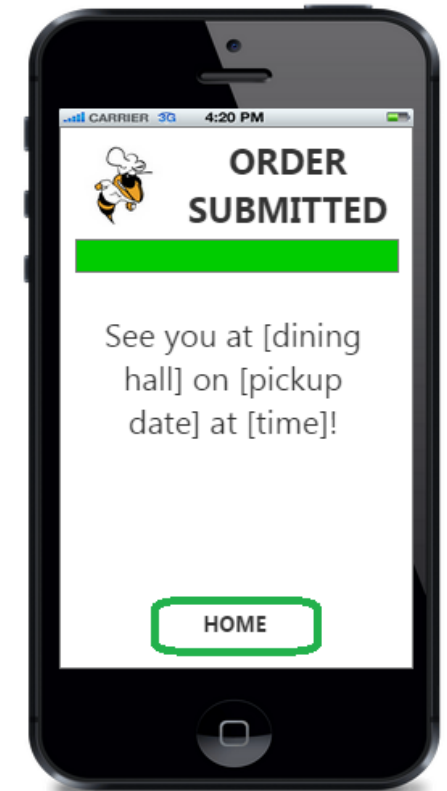 CARRIER 3G 4:20 PM
ORDER
SUBMITTED
See you at [dining
hall] on [pickup
date] at [time]!
HOME